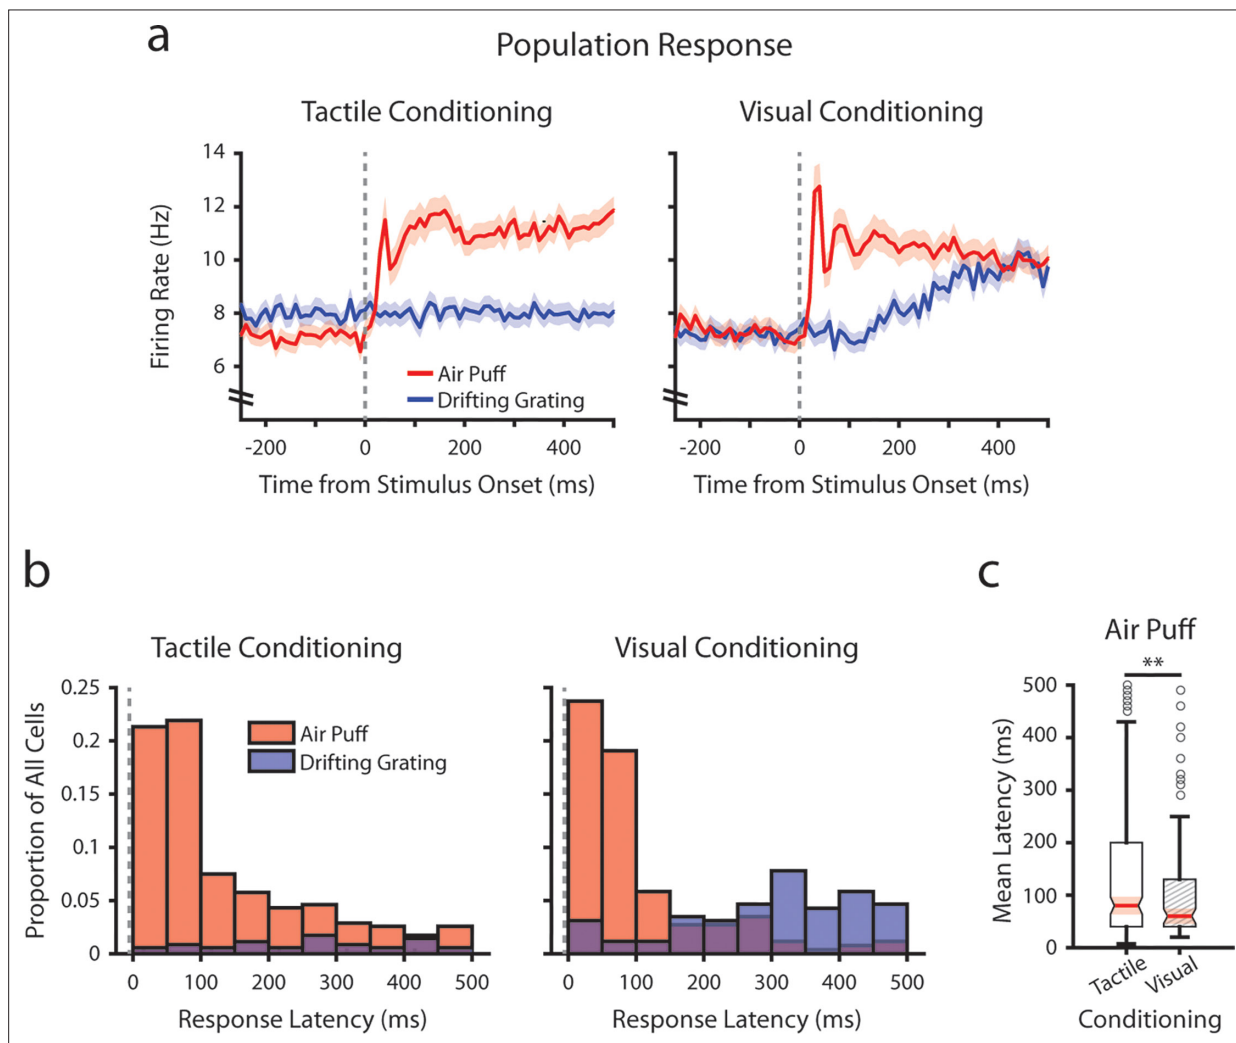 a
Population Response
Tactile Conditioning
Visual Conditioning
14
12
10
8
6
Firing Rate (Hz)
Air Puff
Drifting Grating
-200 0 200 400
-200 0 200 400
Time from Stimulus Onset (ms)
Time from Stimulus Onset (ms)
b
Tactile Conditioning
Visual Conditioning
0.25
0.2
0.15
0.1
0.05
0
Proportion of All Cells
Air Puff
Drifting Grating
0 100 200 300 400 500
0 100 200 300 400 500
Response Latency (ms)
Response Latency (ms)
c
Air Puff
**
500
400
300
200
100
0
Mean Latency (ms)
Tactile
Visual
Conditioning